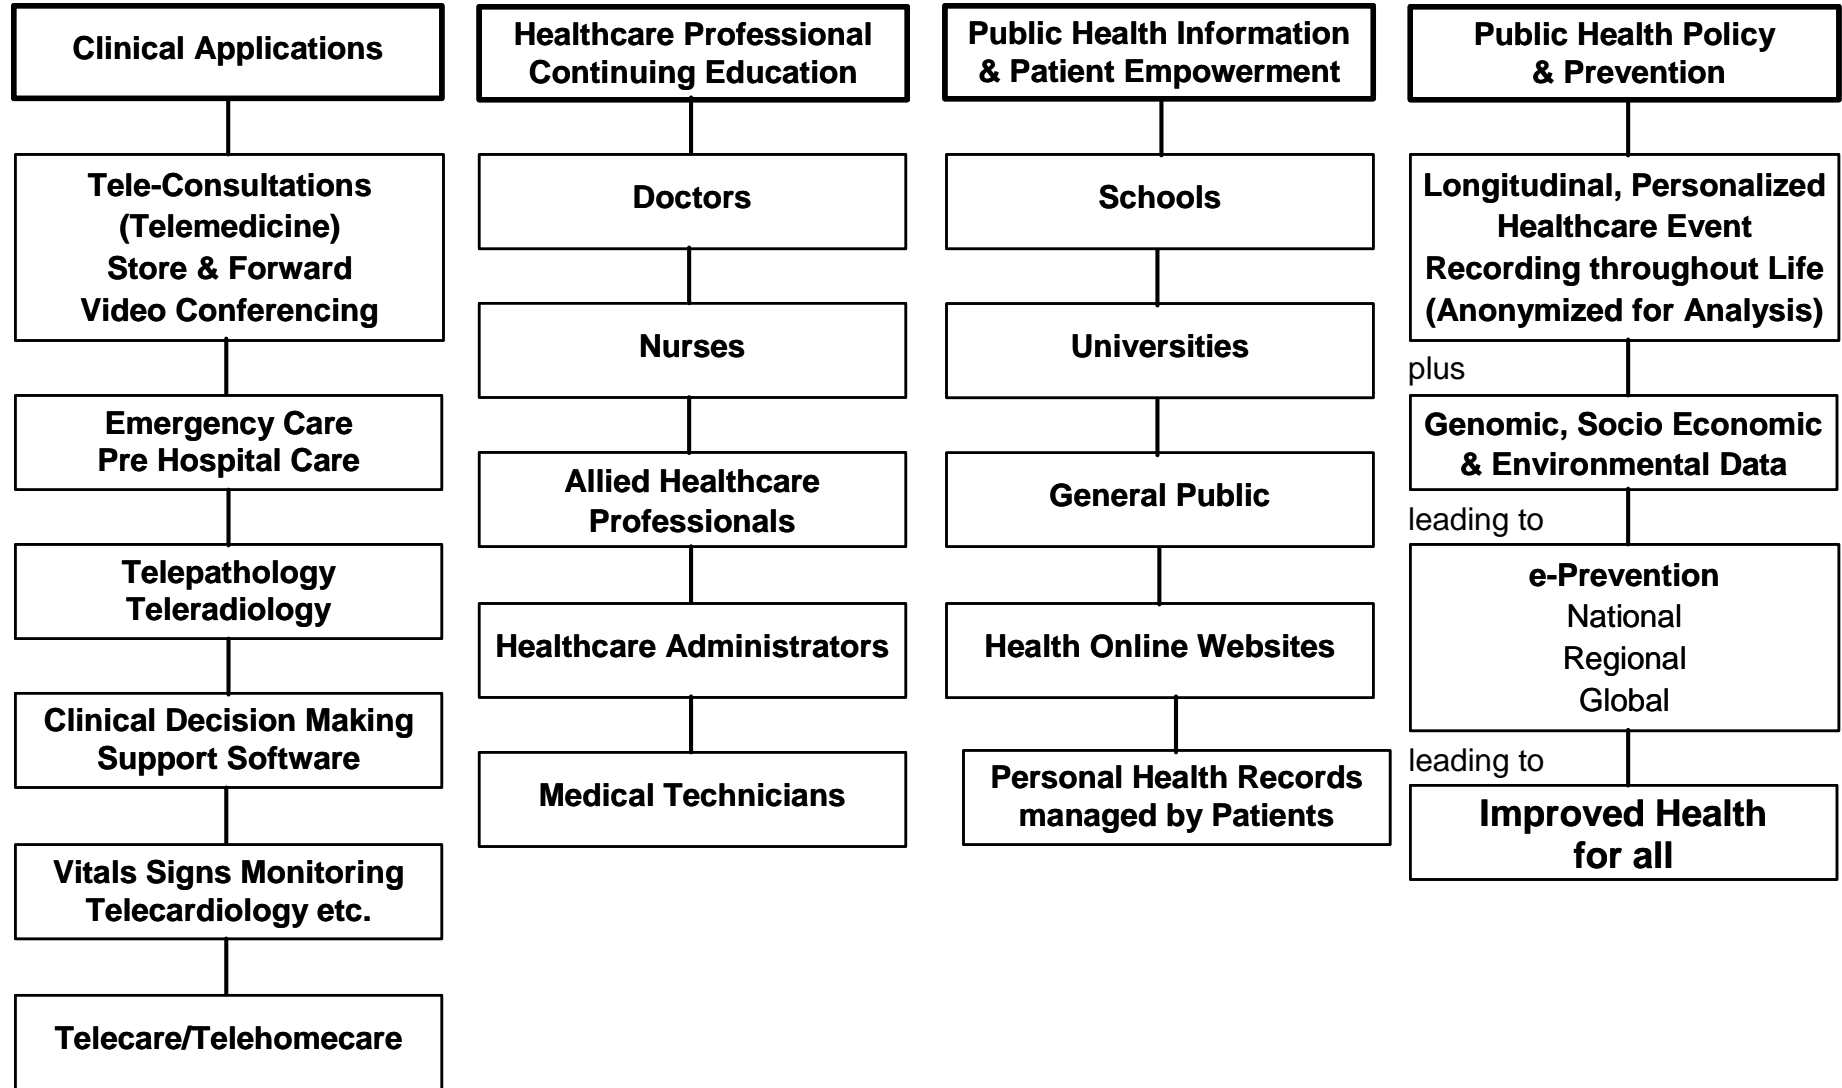 Clinical Applications
Tele-Consultations
(Telemedicine)
Store & Forward
Video Conferencing
Emergency Care
Pre Hospital Care
Telepathology
Teleradiology
Clinical Decision Making
Support Software
Vitals Signs Monitoring
Telecardiology etc.
Telecare/Telehomecare
Healthcare Professional
Continuing Education
Doctors
Nurses
Allied Healthcare
Professionals
Healthcare Administrators
Medical Technicians
Public Health Information
& Patient Empowerment
Schools
Universities
General Public
Health Online Websites
Personal Health Records
managed by Patients
Public Health Policy
& Prevention
Longitudinal, Personalized
Healthcare Event
Recording throughout Life
(Anonymized for Analysis)
plus
Genomic, Socio Economic
& Environmental Data
leading to
e-Prevention
National
Regional
Global
leading to
Improved Health
for all